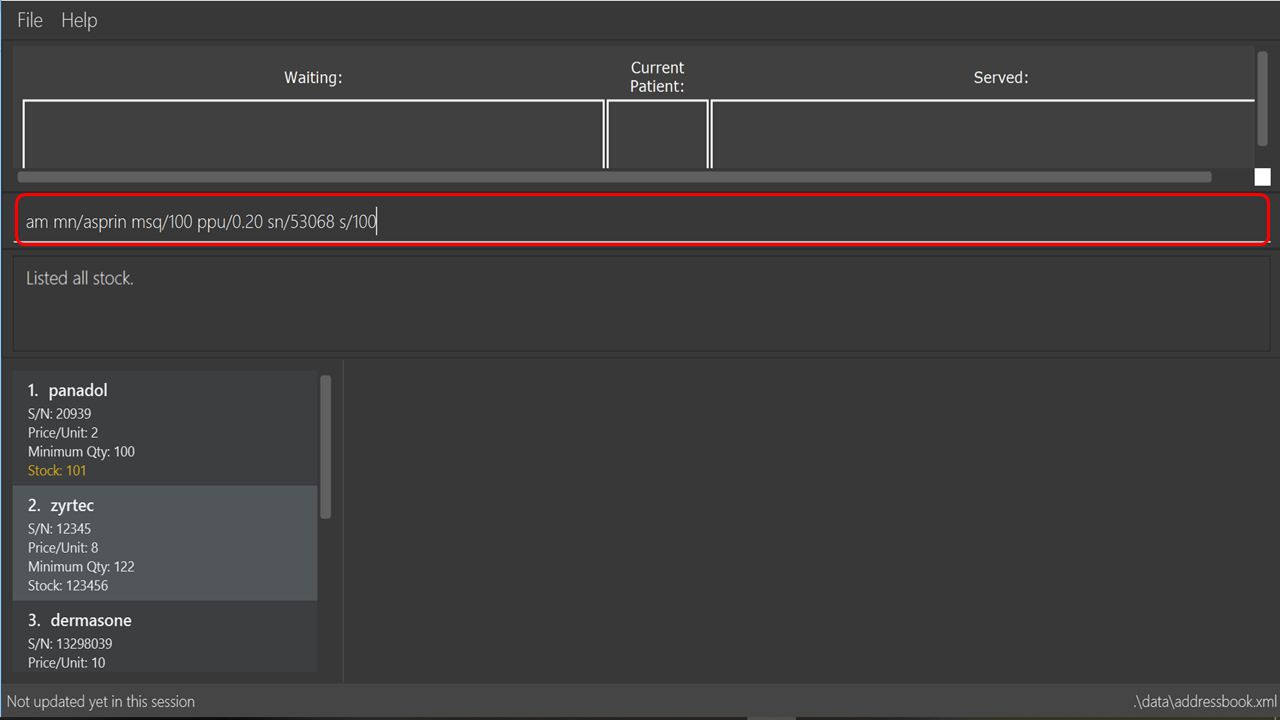 File Help
Waiting:
Current
Patient:
Served:
am mn/asprin msq/100 ppu/0.20 sn/53068 s/100
Listed all stock.
1. panadol
S/N: 20939
Price/Unit: 2
Minimum Qty: 100
Stock: 101
2. zyrtec
S/N: 12345
Price/Unit: 8
Minimum Qty: 122
Stock: 123456
3. dermasone
S/N: 13298039
Price/Unit: 10
Not updated yet in this session
.\data\addressbook.xml